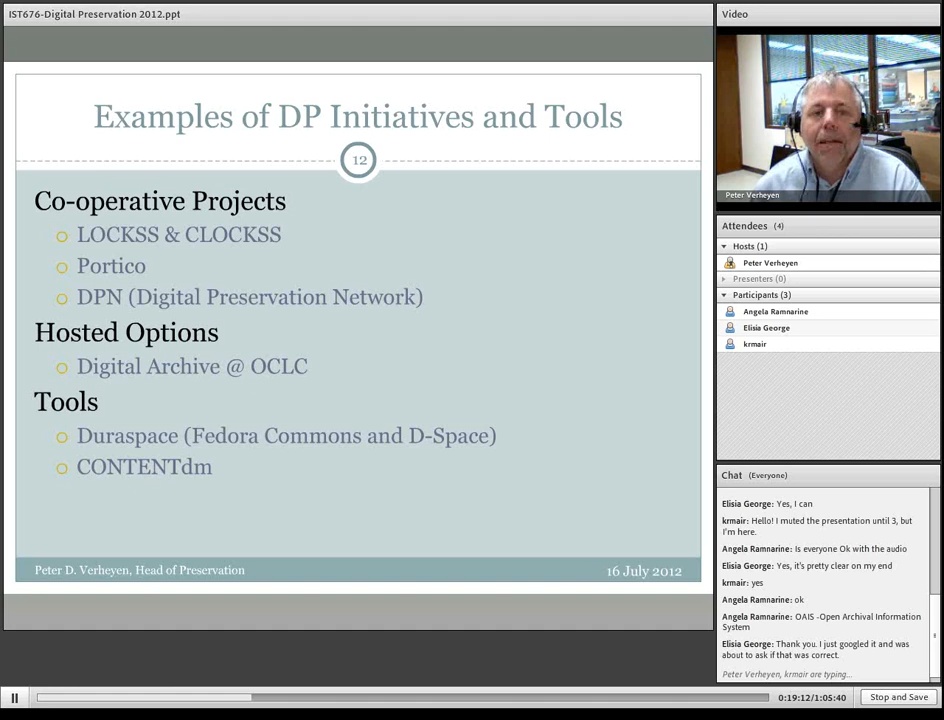 IST676-Digital Preservation 2012.ppt
Examples of DP Initiatives and Tools
12
Co-operative Projects
LOCKSS & CLOCKSS
Portico
DPN (Digital Preservation Network)
Hosted Options
Digital Archive @ OCLC
Tools
Duraspace (Fedora Commons and D-Space)
CONTENTdm
Peter D. Verheyen, Head of Preservation
16 July 2012
Video
Peter Verheyen
Attendees (4)
Hosts (1)
Peter Verheyen
Presenters (0)
Participants (3)
Angela Ramnarine
Elisia George
krmair
Chat (Everyone)
Elisia George: Yes, I can
krmair: Hello! I muted the presentation until 3, but
I'm here.
Angela Ramnarine: Is everyone Ok with the audio
Elisia George: Yes, it's pretty clear on my end
krmair: yes
Angela Ramnarine: ok
Angela Ramnarine: OAIS -Open Archival Information
System
Elisia George: Thank you. I just googled it and was
about to ask if that was correct.
Peter Verheyen, krmair are typing...
0:19:12/1:05:40
Stop and Save